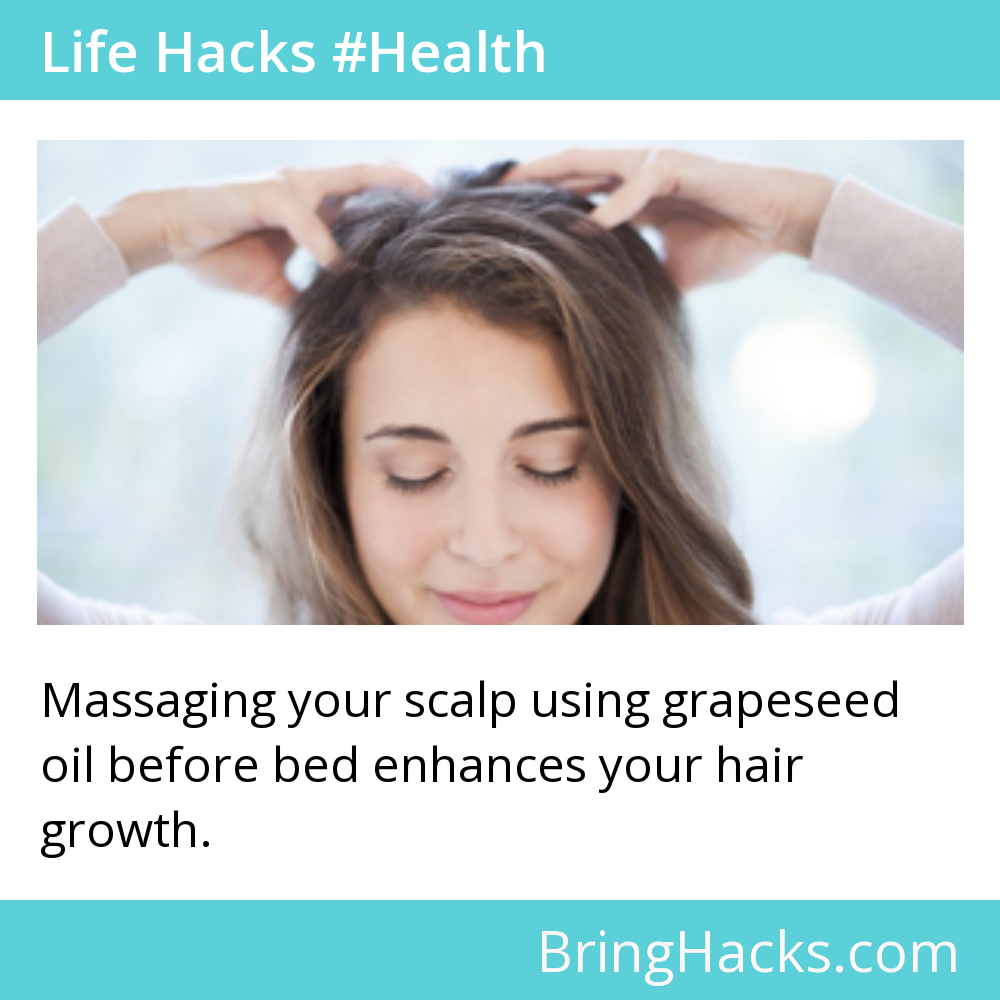 Life Hacks #Health
Massaging your scalp using grapeseed
oil before bed enhances your hair
growth.
BringHacks.com